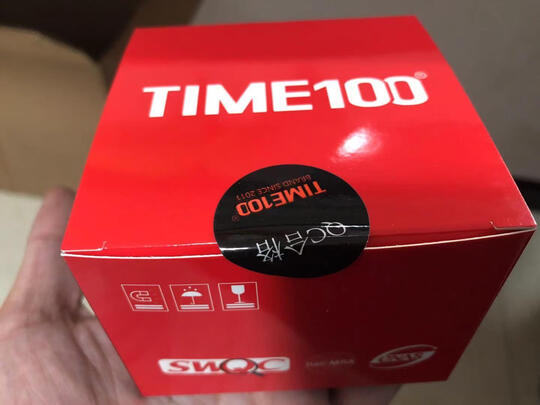 TIME100®
TIME100®
BRAND SINCE 2011
QC合格
SWQC